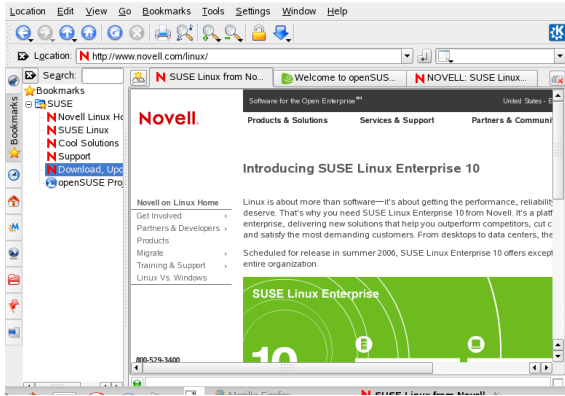 Location Edit View Go Bookmarks Tools Settings Window Help
Location: N http://www.novell.com/linux/
Search:
SUSE Linux from No...
Welcome to openSUS...
NOVELL: SUSE Linux...
Bookmarks
Bookmarks
SUSE
Novell Linux Ho
SUSE Linux
Cool Solutions
Support
Download, Upd
openSUSE Proj
Software for the Open Enterprise™
United States - E
Novell.
Products & Solutions
Services & Support
Partners & Communi
Introducing SUSE Linux Enterprise 10
Novell on Linux Home
Get Involved
Partners & Developers
Products
Migrate
Training & Support
Linux Vs. Windows
800-529-3400
Linux is about more than software—it's about getting the performance, reliability
deserve. That's why you need SUSE Linux Enterprise 10 from Novell. It's a platf
enterprise, delivering new solutions that help you outperform competitors, cut c
and satisfy the most demanding customers. From desktops to data centers, the
Scheduled for release in summer 2006, SUSE Linux Enterprise 10 offers except
entire organization.
SUSE Linux Enterprise
10
Mozilla Firefox
SUSE Linux from Novell - K